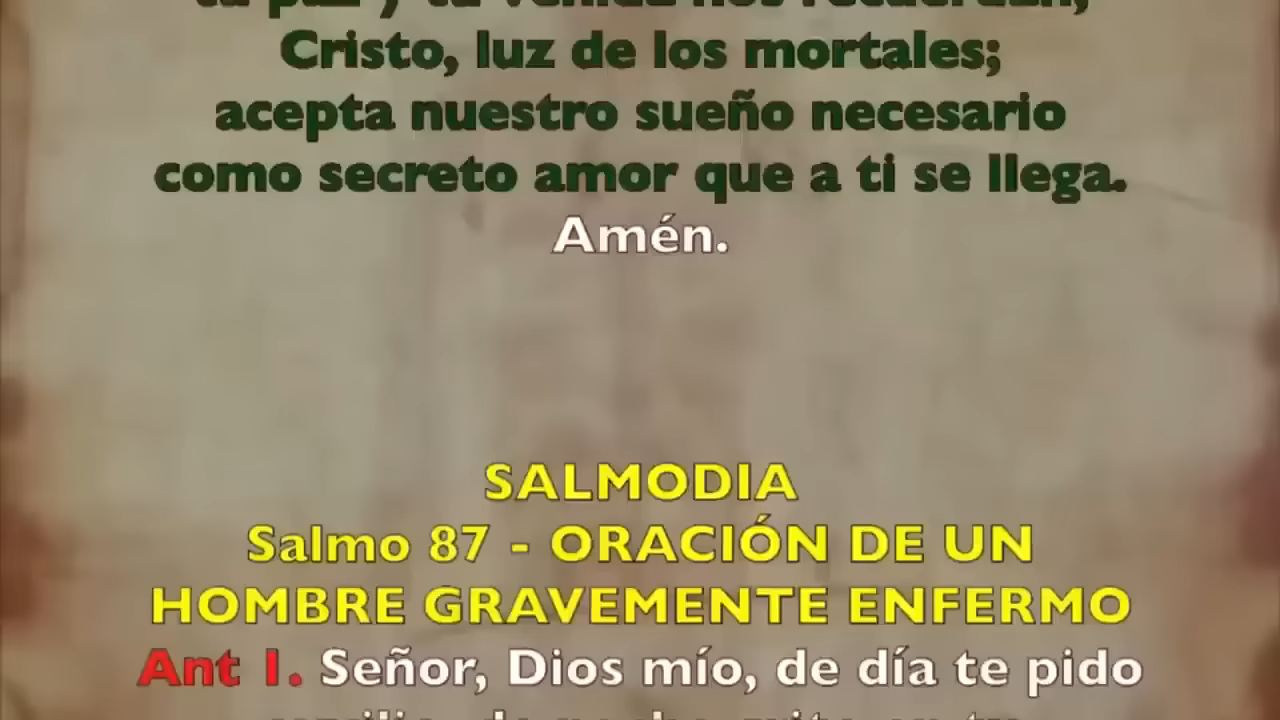 Cristo, luz de los mortales;
acepta nuestro sueño necesario
como secreto amor que a ti se llega.
Amén.
SALMODIA
Salmo 87 - ORACIÓN DE UN
HOMBRE GRAVEMENTE ENFERMO
Ant 1. Señor, Dios mío, de día te pido